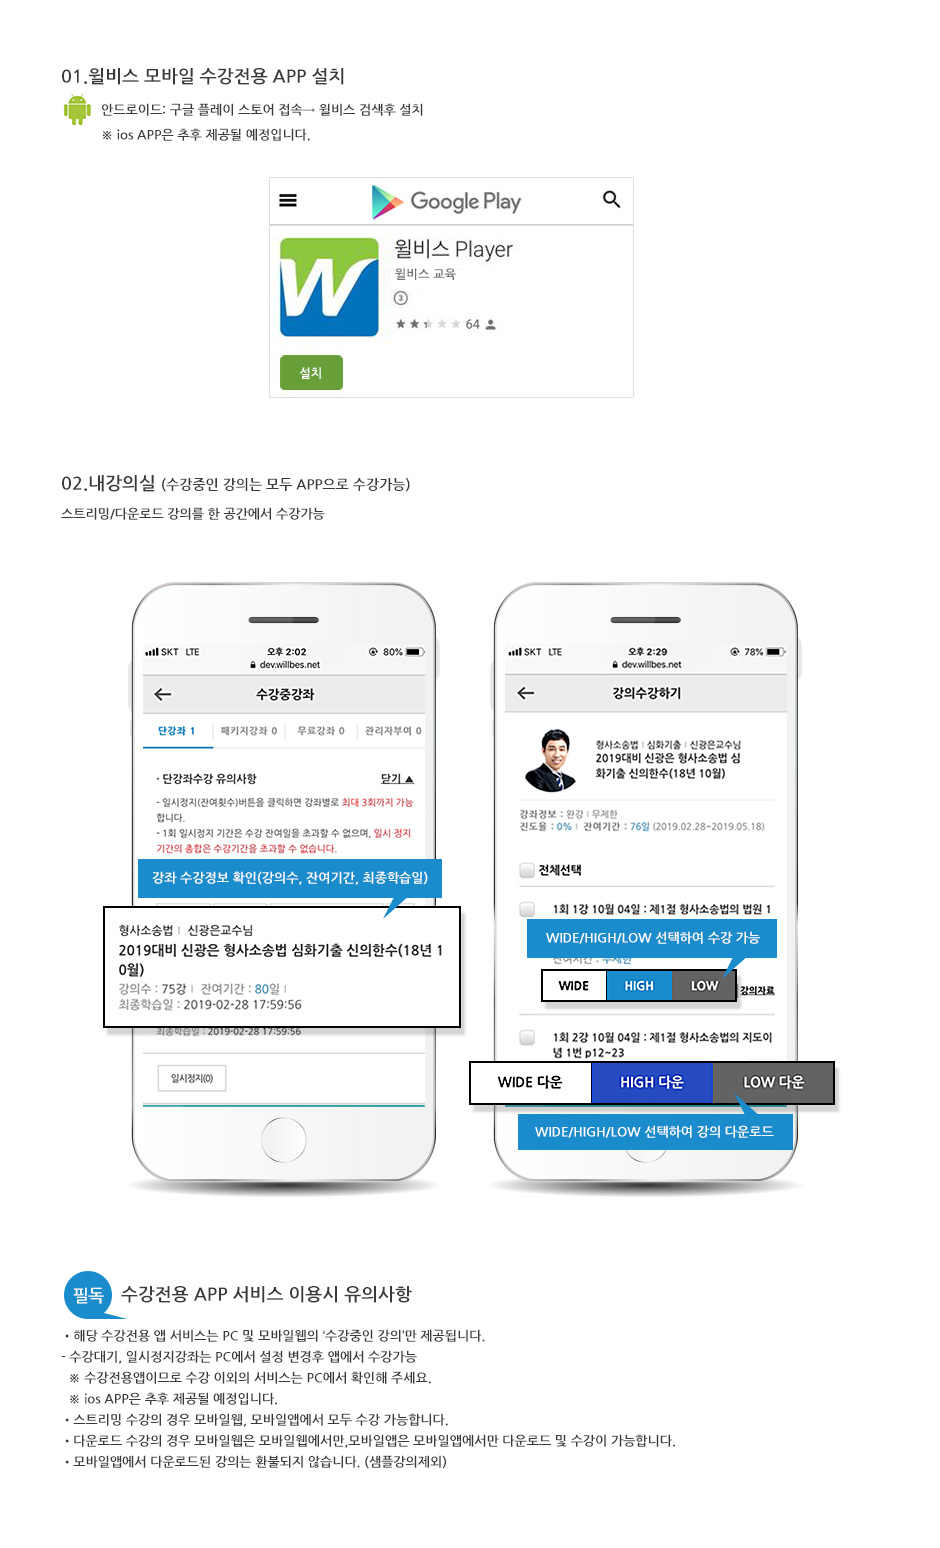 01.윌비스 모바일 수강전용 APP 설치
안드로이드: 구글 플레이 스토어 접속→ 윌비스 검색후 설치
※ ios APP은 추후 제공될 예정입니다.
Google Play
윌비스 Player
윌비스 교육
3
64
설치
02.내강의실 (수강중인 강의는 모두 APP으로 수강가능)
스트리밍/다운로드 강의를 한 공간에서 수강가능
SKT LTE 오후 2:02 80%
dev.willbes.net
수강중강좌
단강좌 1 패키지강좌 0 무료강좌 0 관리자부여 0
· 단강좌수강 유의사항 닫기 ▲
- 일시정지(잔여횟수)버튼을 클릭하면 강좌별로 최대 3회까지 가능
합니다.
- 1회 일시정지 기간은 수강 잔여일을 초과할 수 없으며, 일시 정지
기간의 총합은 수강기간을 초과할 수 없습니다.
강좌 수강정보 확인(강의수, 잔여기간, 최종학습일)
형사소송법 | 신광은교수님
2019대비 신광은 형사소송법 심화기출 신의한수(18년 1
0월)
강의수 : 75강 | 잔여기간 : 80일 |
최종학습일 : 2019-02-28 17:59:56
최종학습일 : 2019-02-28 17:59:56
일시정지(0)
SKT LTE 오후 2:29 78%
dev.willbes.net
강의수강하기
형사소송법 | 심화기출 | 신광은교수님
2019대비 신광은 형사소송법 심
화기출 신의한수(18년 10월)
강좌정보 : 완강 | 무제한
진도율 : 0% | 잔여기간 : 76일 (2019.02.28~2019.05.18)
전체선택
1회 1강 10월 04일 : 제1절 형사소송법의 법원 1
WIDE/HIGH/LOW 선택하여 수강 가능
잔여시간 : 무제한
WIDE HIGH LOW 강의자료
1회 2강 10월 04일 : 제1절 형사소송법의 지도이
념 1번 p12~23
WIDE 다운 HIGH 다운 LOW 다운
WIDE/HIGH/LOW 선택하여 강의 다운로드
필독 수강전용 APP 서비스 이용시 유의사항
• 해당 수강전용 앱 서비스는 PC 및 모바일웹의 '수강중인 강의'만 제공됩니다.
- 수강대기, 일시정지강좌는 PC에서 설정 변경후 앱에서 수강가능
※ 수강전용앱이므로 수강 이외의 서비스는 PC에서 확인해 주세요.
※ ios APP은 추후 제공될 예정입니다.
• 스트리밍 수강의 경우 모바일웹, 모바일앱에서 모두 수강 가능합니다.
• 다운로드 수강의 경우 모바일웹은 모바일웹에서만,모바일앱은 모바일앱에서만 다운로드 및 수강이 가능합니다.
• 모바일앱에서 다운로드된 강의는 환불되지 않습니다. (샘플강의제외)